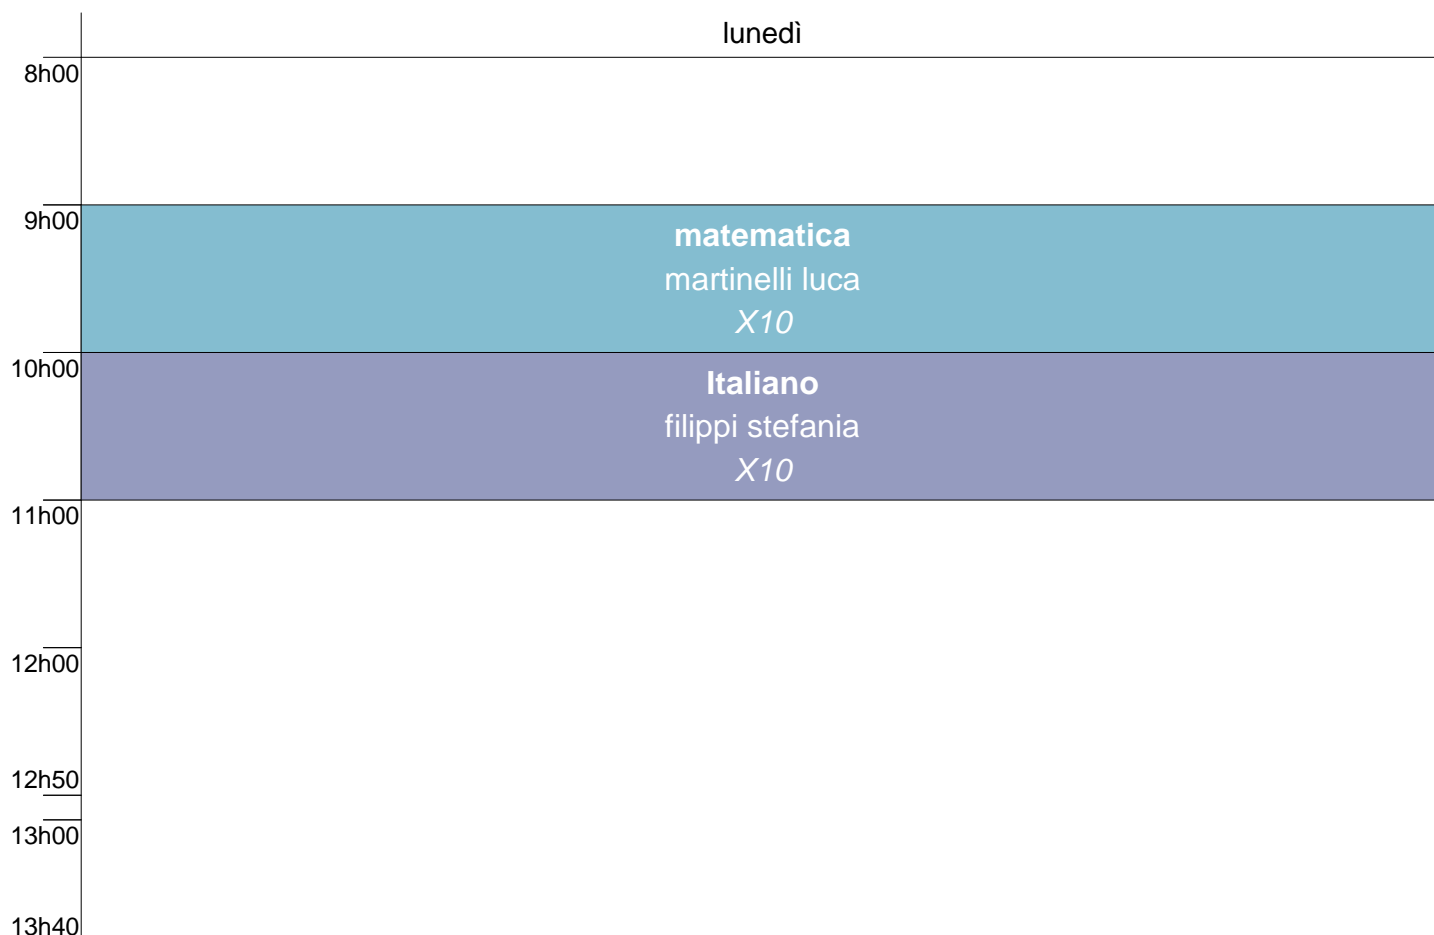 lunedì
8h00
9h00
matematica
martinelli luca
X10
10h00
Italiano
filippi stefania
X10
11h00
12h00
12h50
13h00
13h40